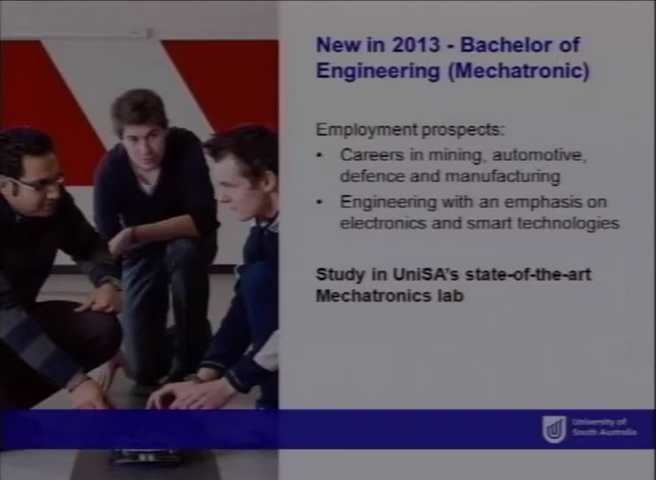 New in 2013 - Bachelor of
Engineering (Mechatronic)
Employment prospects:
• Careers in mining, automotive,
defence and manufacturing
• Engineering with an emphasis on
electronics and smart technologies
Study in UniSA's state-of-the-art
Mechatronics lab
University of
South Australia